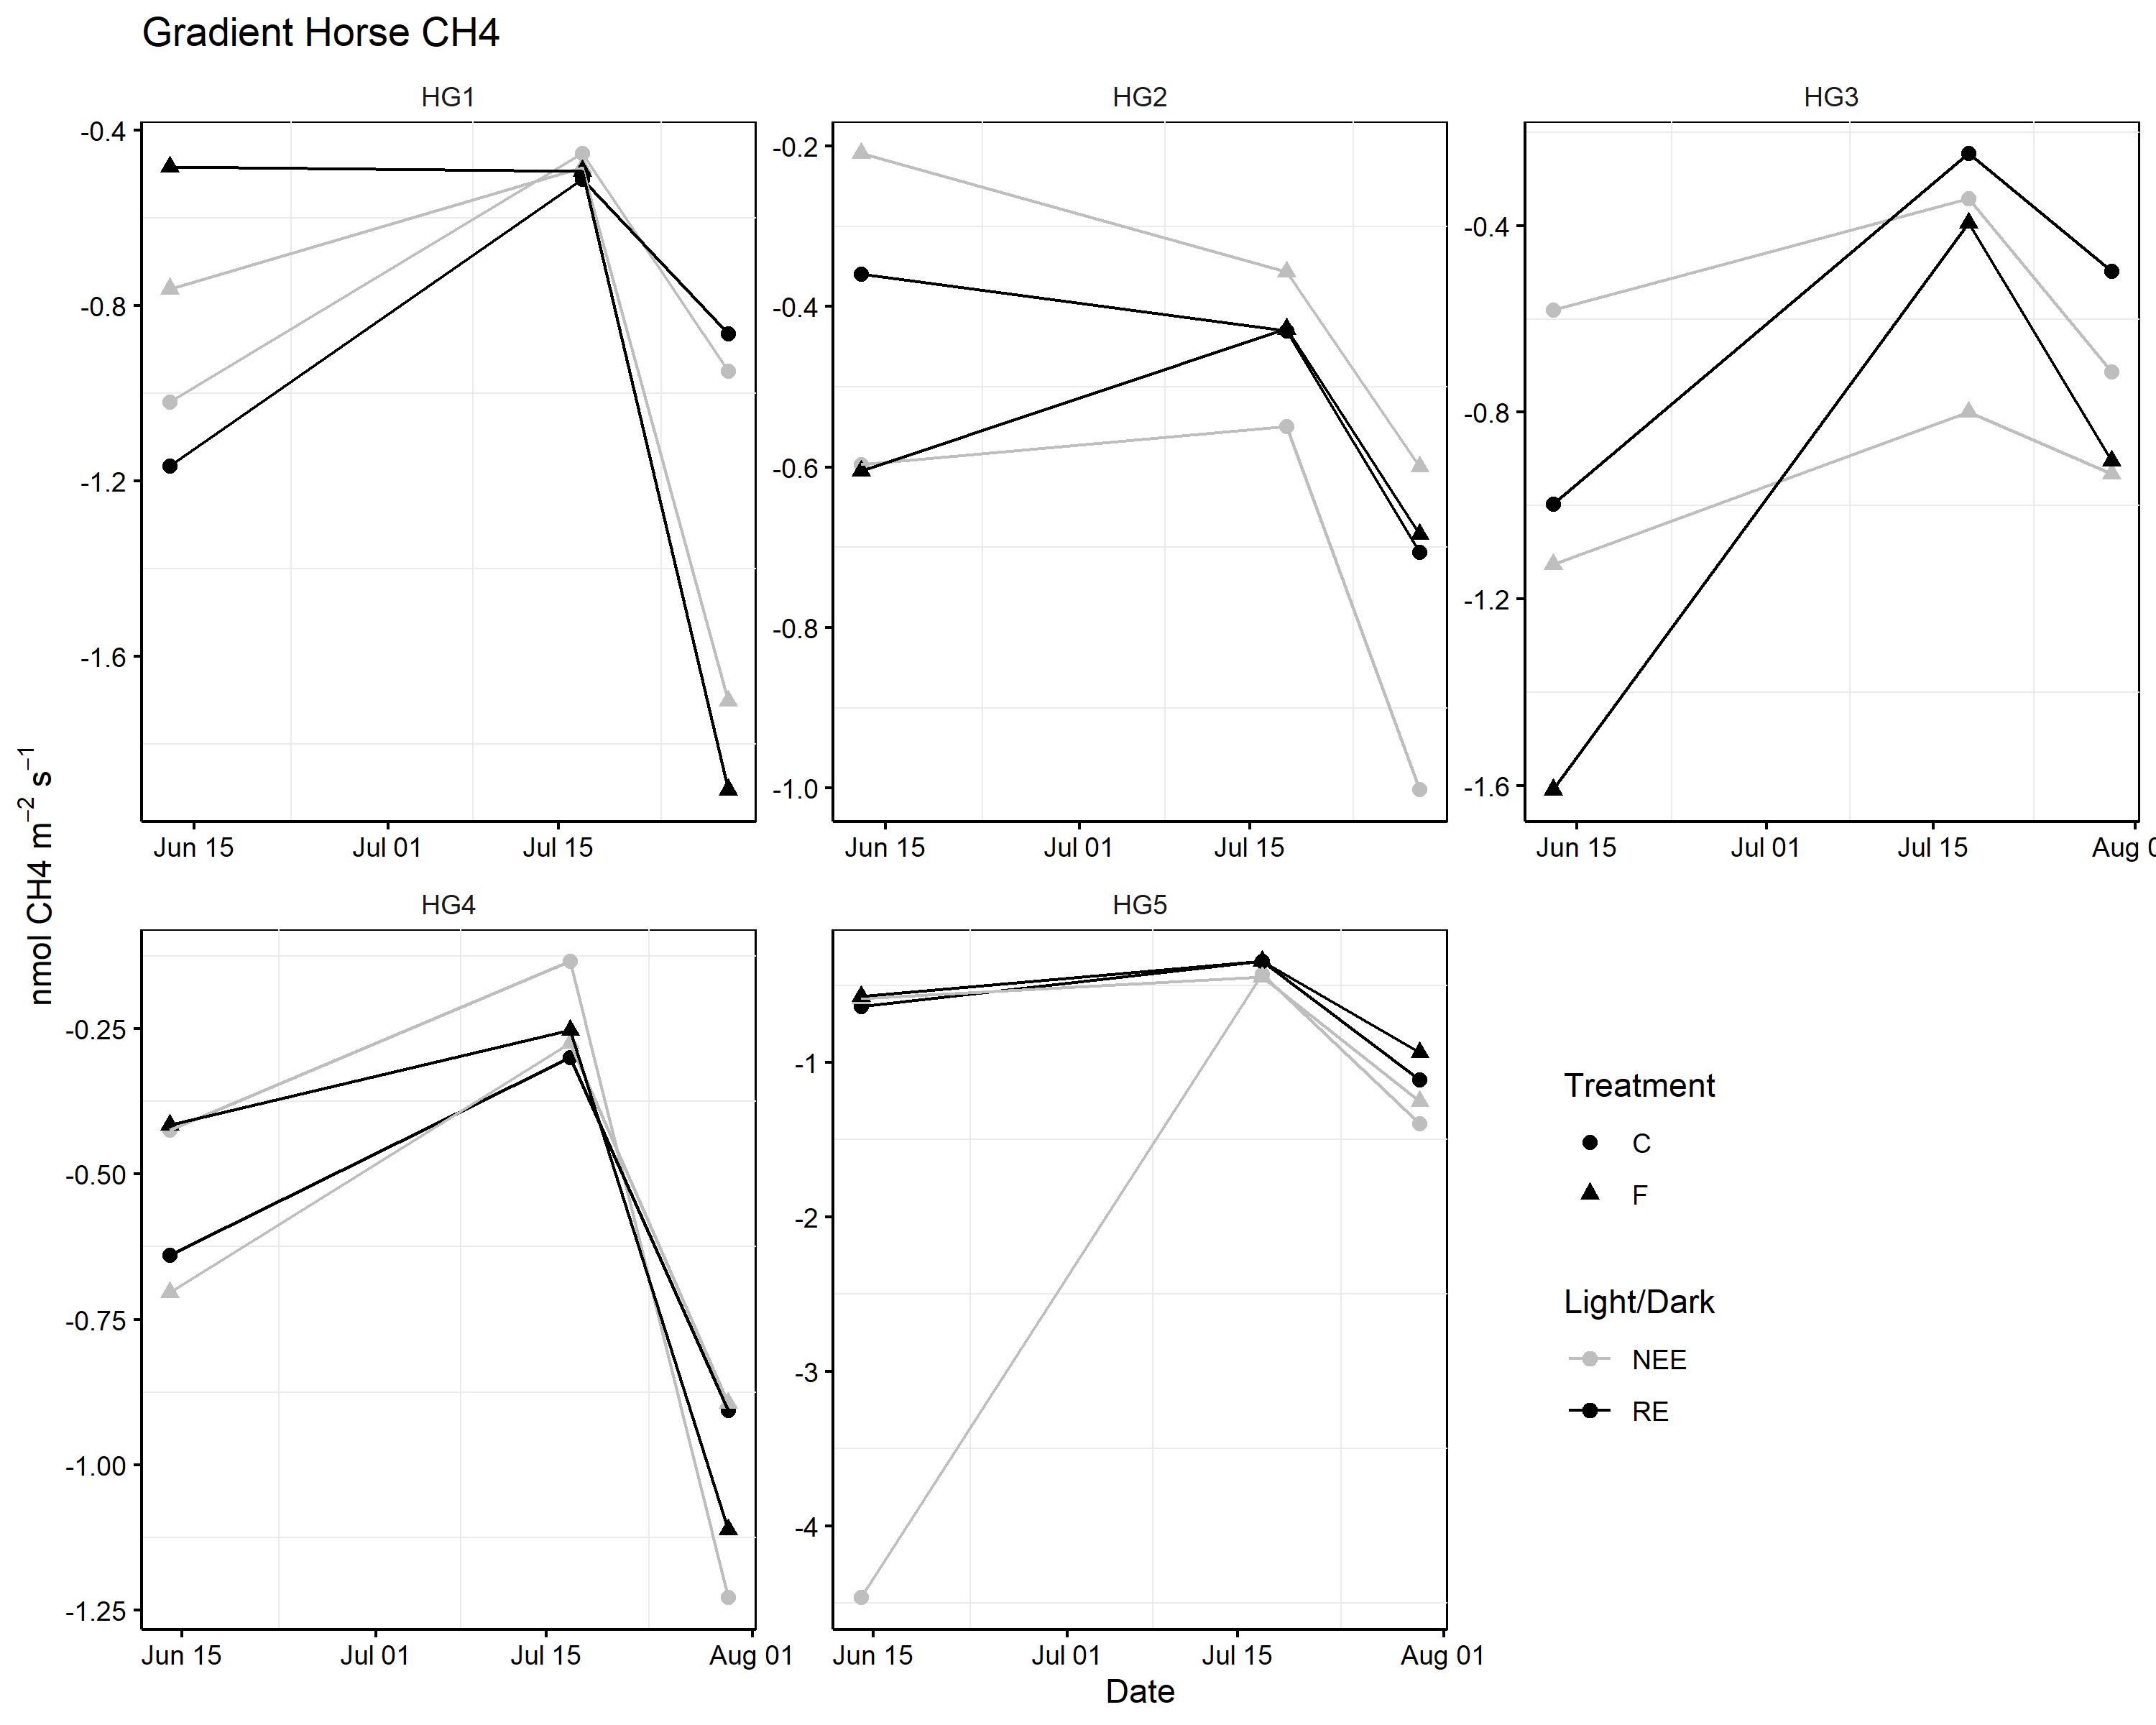 Gradient Horse CH4
HG1
HG2
HG3
-0.4
-0.8
-1.2
-1.6
-0.2
-0.4
-0.6
-0.8
-1.0
-0.4
-0.8
-1.2
-1.6
Jun 15 Jul 01 Jul 15
Jun 15 Jul 01 Jul 15
Jun 15 Jul 01 Jul 15 Aug 0
HG4
HG5
-0.25
-0.50
-0.75
-1.00
-1.25
-1
-2
-3
-4
Jun 15 Jul 01 Jul 15 Aug 01
Jun 15 Jul 01 Jul 15 Aug 01
nmol CH4 m⁻² s⁻¹
Date
Treatment
C
F
Light/Dark
NEE
RE